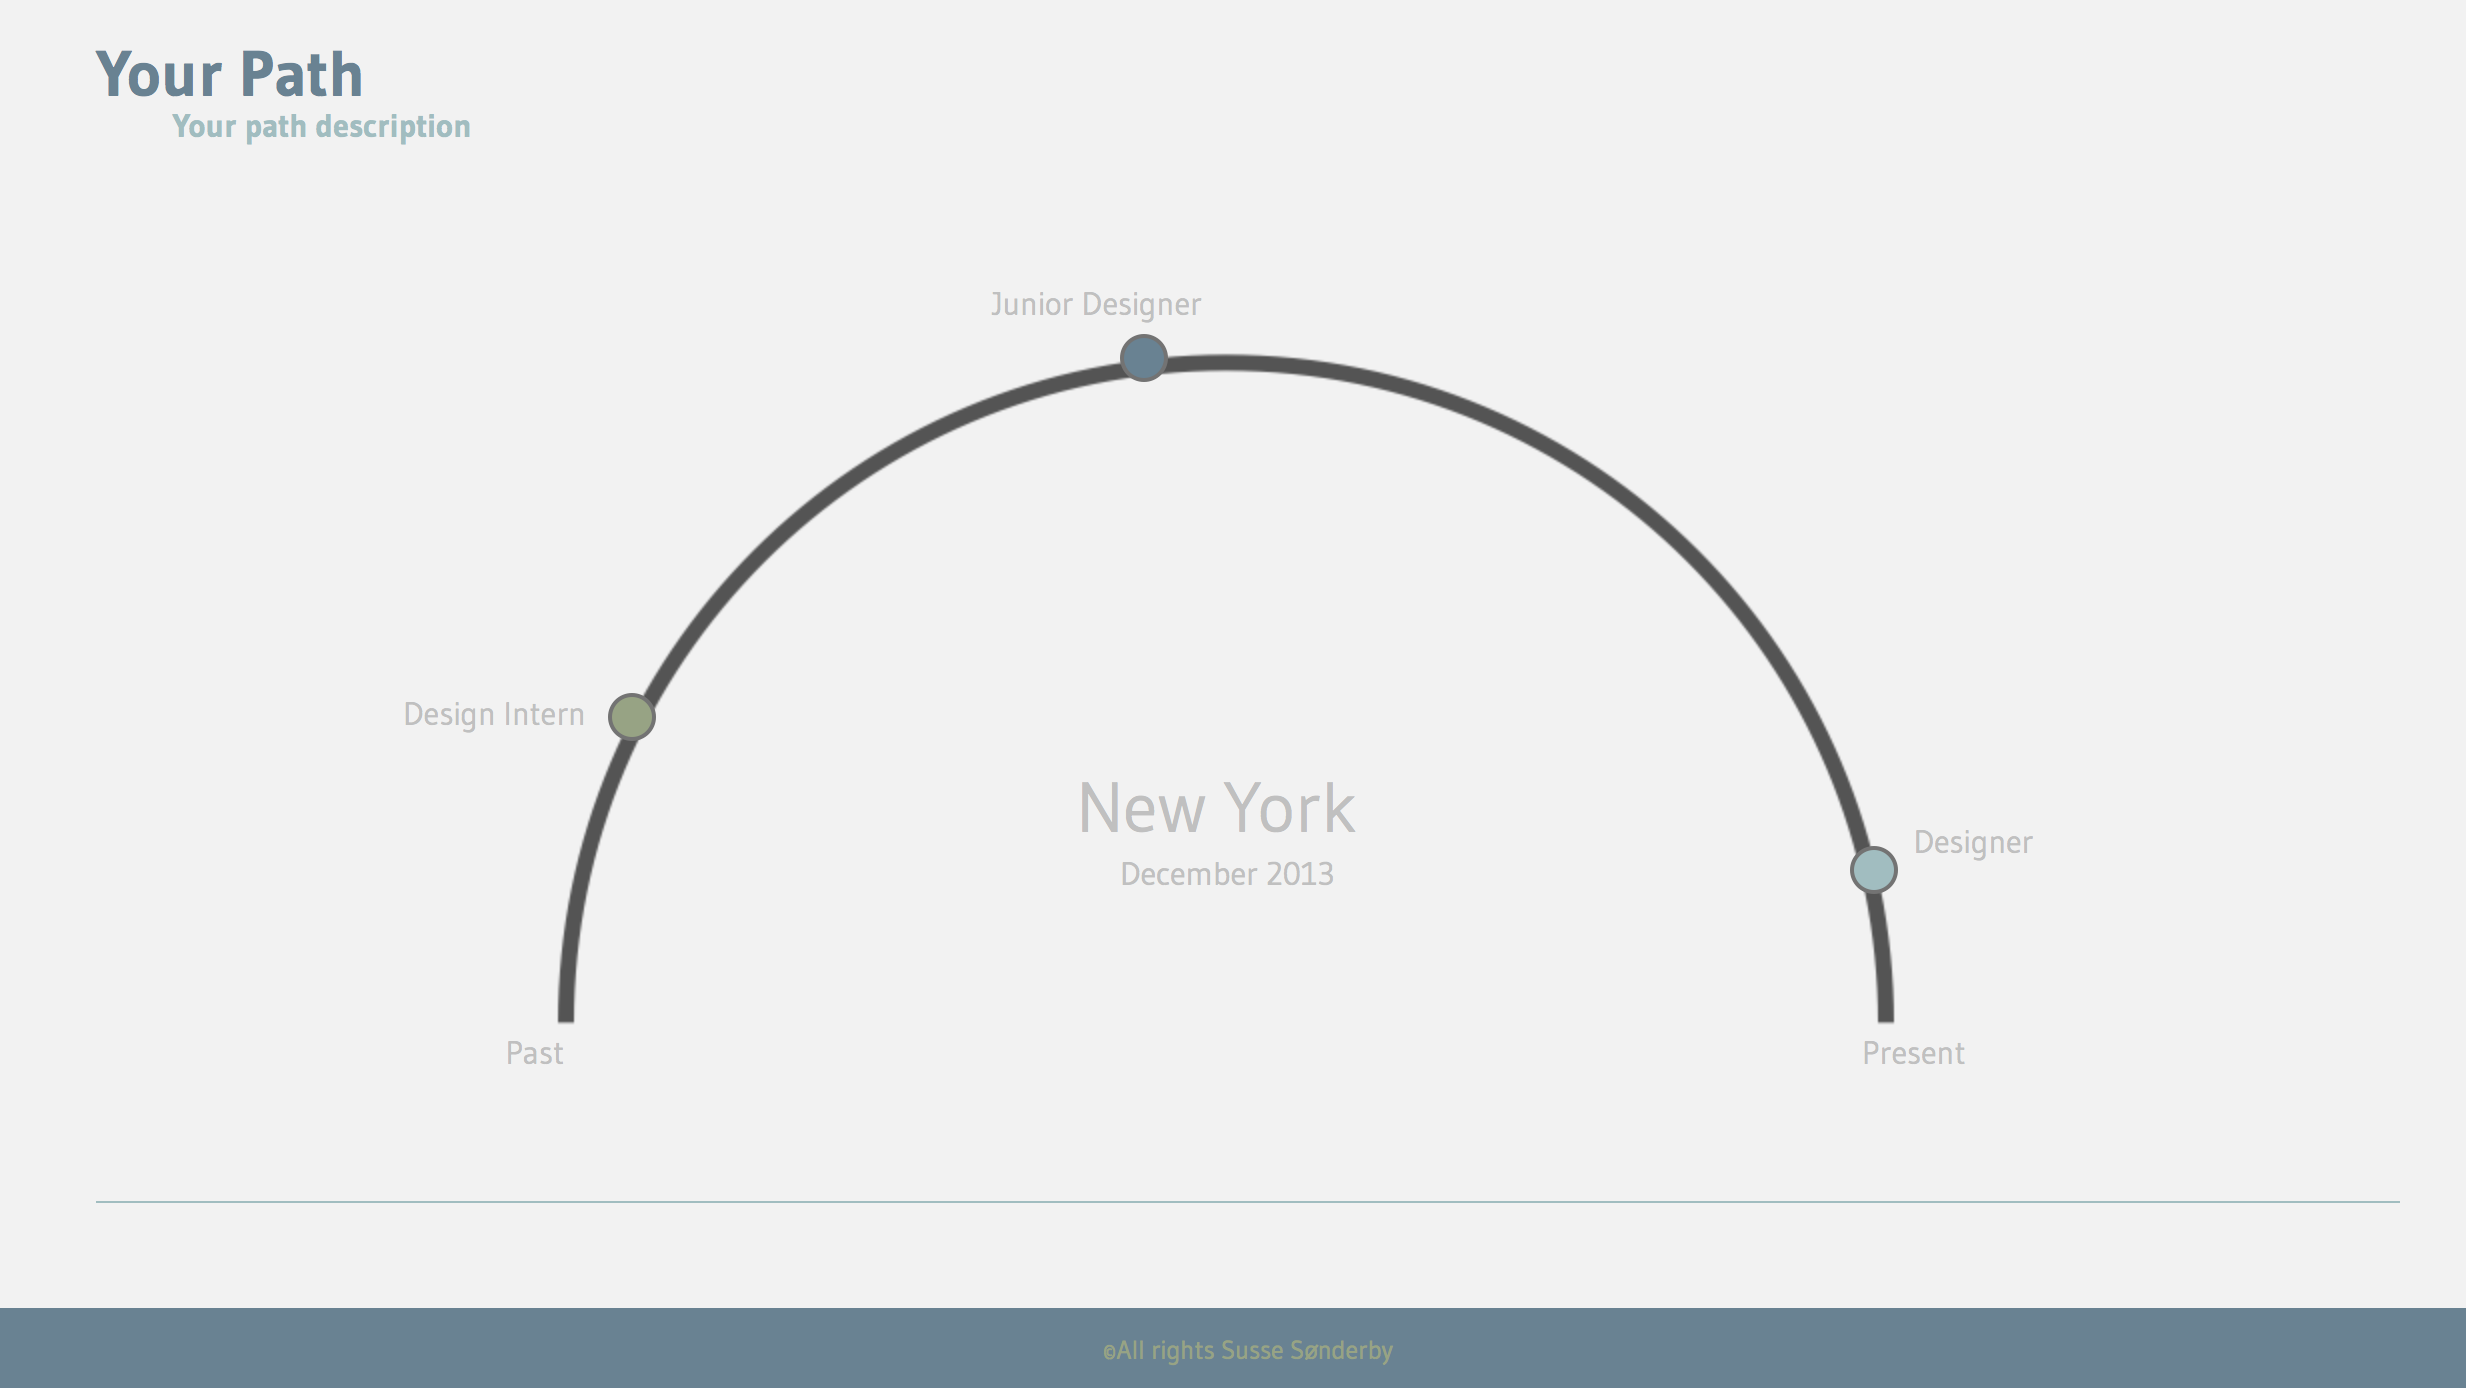 Your Path
Your path description
Junior Designer
Design Intern
New York
Designer
December 2013
Past
Present
©All rights Susse Sønderby